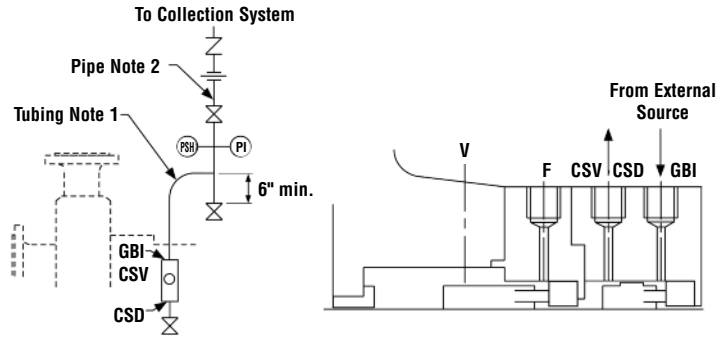 To Collection System
Pipe Note 2
Tubing Note 1
PSH
PI
6" min.
GBI
CSV
CSD
From External
Source
V
F
CSV CSD
GBI